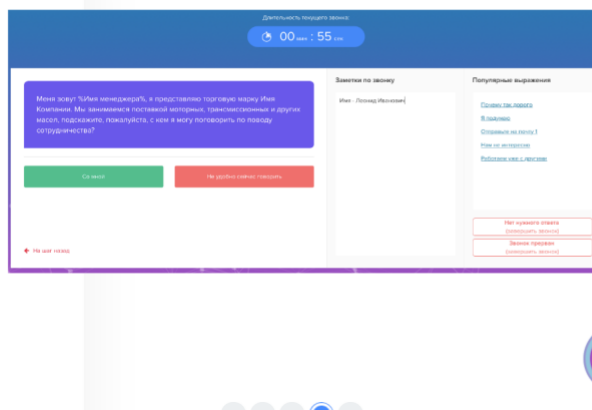 Длительность текущего звонка:
00 мин : 55 сек
Меня зовут %Имя менеджера%, я представляю торговую марку Имя
Компании. Мы занимаемся поставкой моторных, трансмиссионных и других
масел, подскажите, пожалуйста, с кем я могу поговорить по поводу
сотрудничества?
Со мной
Не удобно сейчас говорить
На шаг назад
Заметки по звонку
Имя - Леонид Иванович
Популярные выражения
Почему так дорого
Я подумаю
Отправьте на почту !
Нам не интересно
Работаем уже с другими
Нет нужного ответа
(завершить звонок)
Звонок прерван
(завершить звонок)